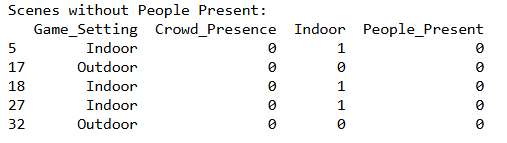 Scenes without People Present:
Game_Setting Crowd_Presence Indoor People_Present
5 Indoor 0 1 0
17 Outdoor 0 0 0
18 Indoor 0 1 0
27 Indoor 0 1 0
32 Outdoor 0 0 0